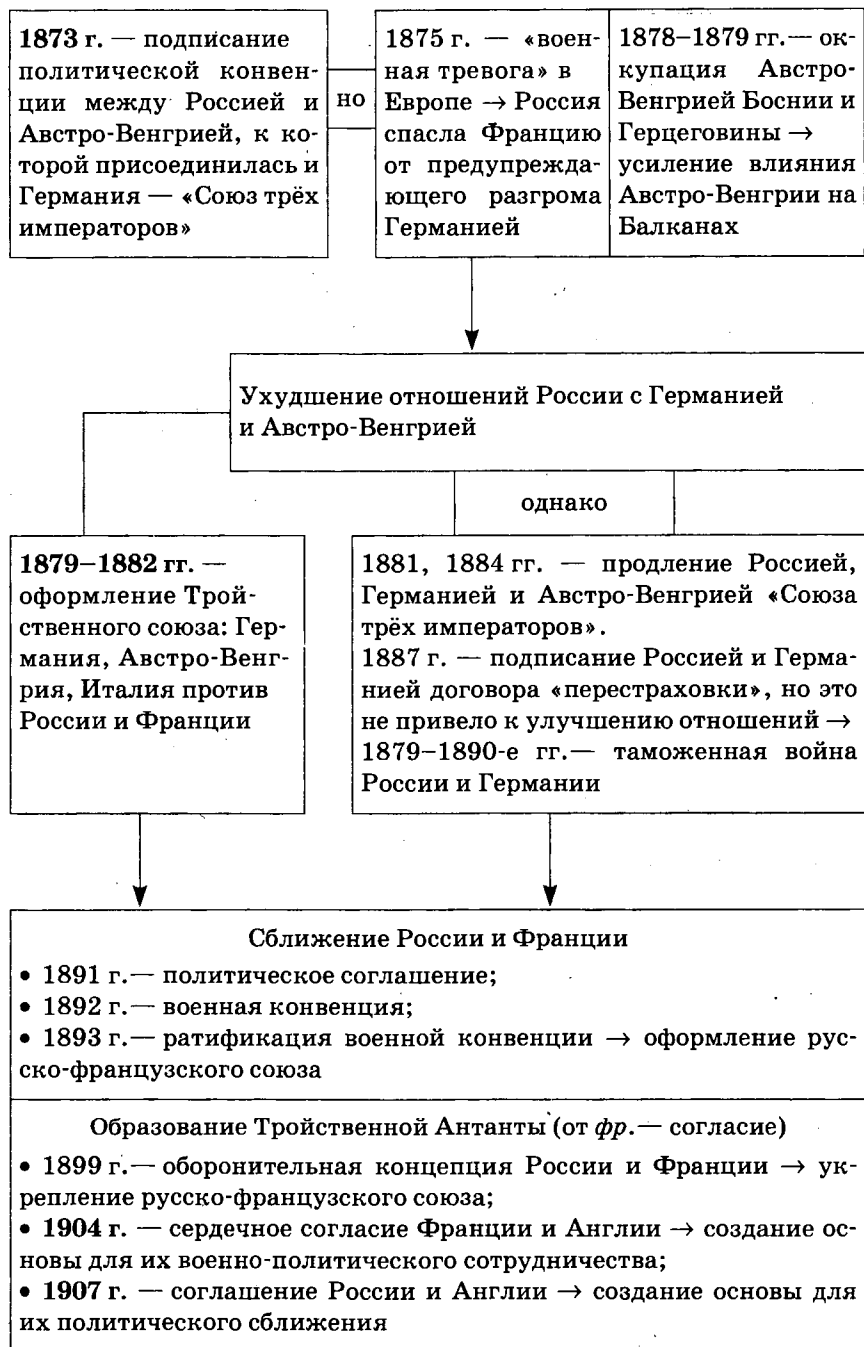 1873 г. — подписание
политической конвен-
ции между Россией и
Австро-Венгрией, к ко-
торой присоединилась и
Германия — «Союз трёх
императоров»
но
1875 г. — «воен-
ная тревога» в
Европе → Россия
спасла Францию
от предупрежда-
ющего разгрома
Германией
1878–1879 гг.— ок-
купация Австро-
Венгрией Боснии и
Герцеговины →
усиление влияния
Австро-Венгрии на
Балканах
Ухудшение отношений России с Германией
и Австро-Венгрией
однако
1879–1882 гг. —
оформление Трой-
ственного союза: Гер-
мания, Австро-Венг-
рия, Италия против
России и Франции
1881, 1884 гг. — продление Россией,
Германией и Австро-Венгрией «Союза
трёх императоров».
1887 г. — подписание Россией и Герма-
нией договора «перестраховки», но это
не привело к улучшению отношений →
1879–1890-е гг.— таможенная война
России и Германии
Сближение России и Франции
• 1891 г.— политическое соглашение;
• 1892 г.— военная конвенция;
• 1893 г.— ратификация военной конвенции → оформление рус-
ско-французского союза
Образование Тройственной Антанты (от фр.— согласие)
• 1899 г.— оборонительная концепция России и Франции → ук-
репление русско-французского союза;
• 1904 г. — сердечное согласие Франции и Англии → создание ос-
новы для их военно-политического сотрудничества;
• 1907 г. — соглашение России и Англии → создание основы для
их политического сближения